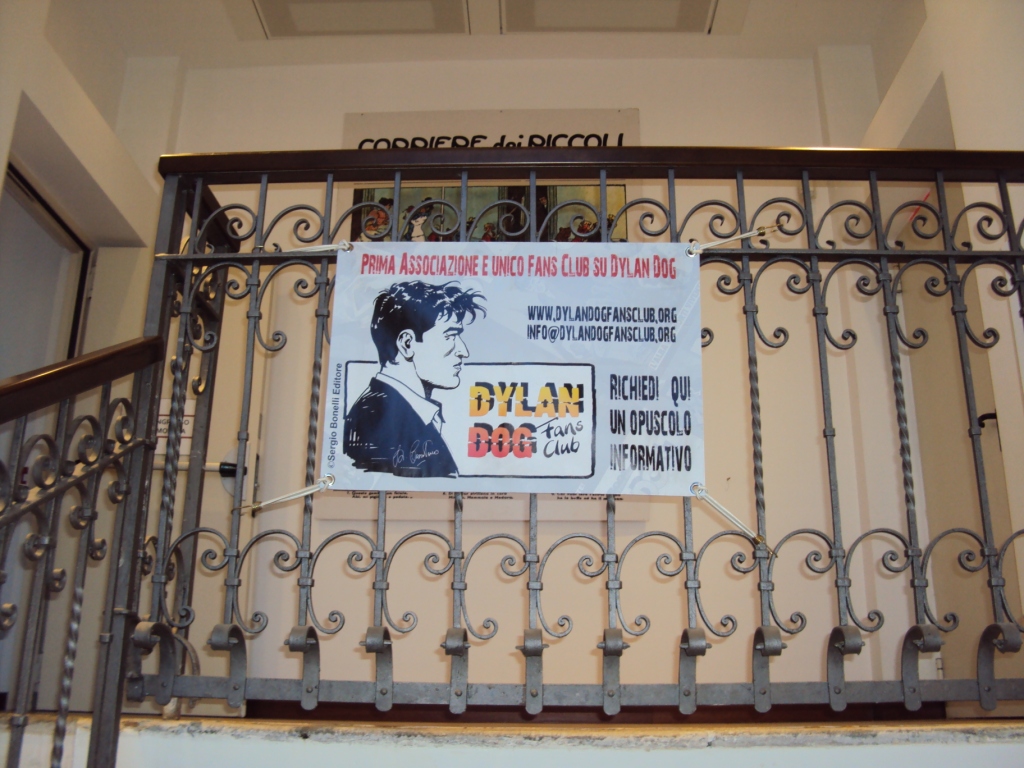 CORRIERE dei PICCOLI
PRIMA ASSOCIAZIONE E UNICO FANS CLUB SU DYLAN DOG
WWW.DYLANDOGFANSCLUB.ORG
INFO@DYLANDOGFANSCLUB.ORG
©Sergio Bonelli Editore
DYLAN
DOG
Fans
Club
RICHIEDI QUI
UN OPUSCOLO
INFORMATIVO